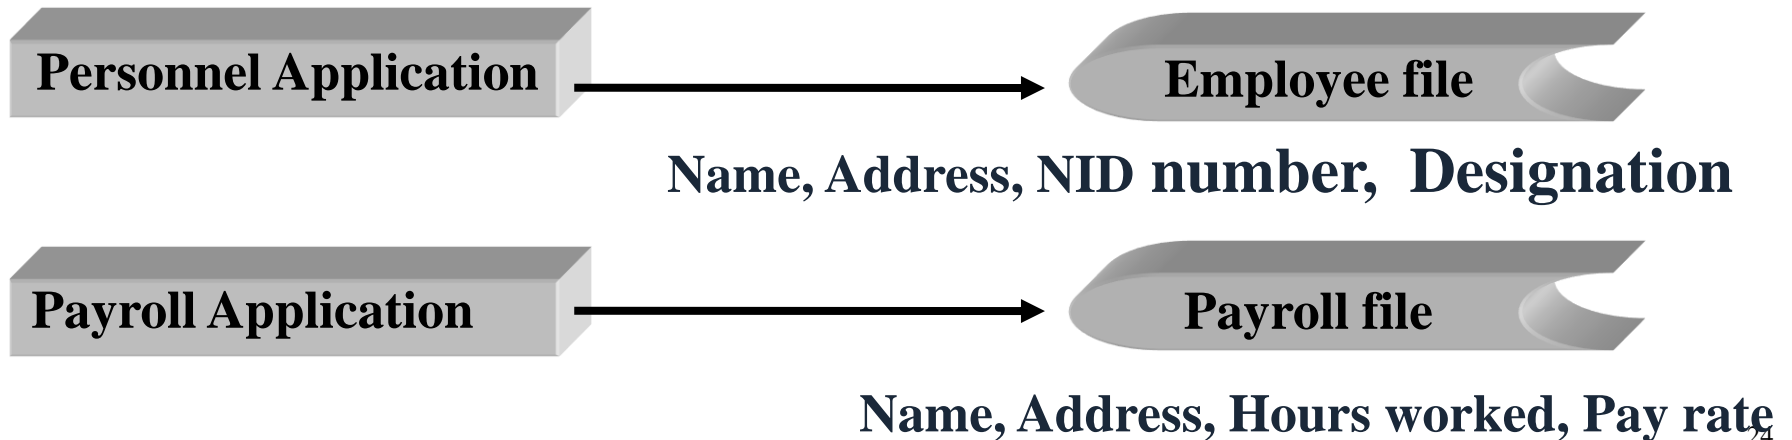 Personnel Application
Employee file
Name, Address, NID number, Designation
Payroll Application
Payroll file
Name, Address, Hours worked, Pay rate
24